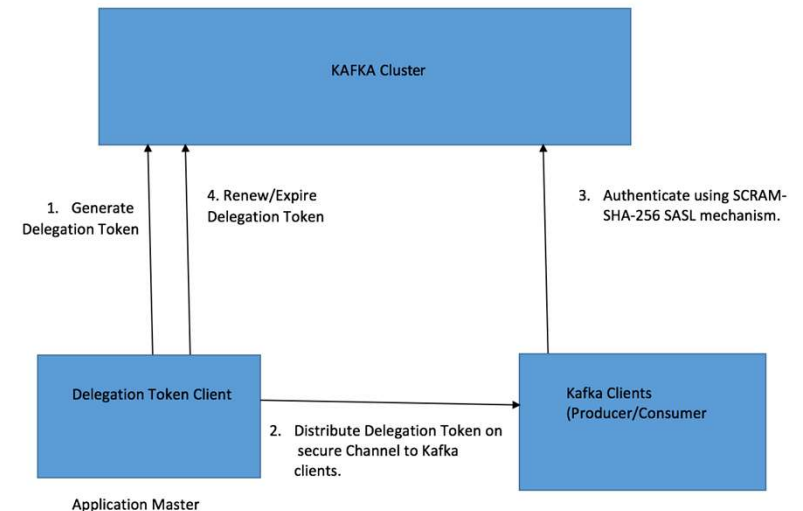 KAFKA Cluster
1. Generate
Delegation Token
4. Renew/Expire
Delegation Token
3. Authenticate using SCRAM-
SHA-256 SASL mechanism.
Delegation Token Client
Kafka Clients
(Producer/Consumer
2. Distribute Delegation Token on
secure Channel to Kafka
clients.
Application Master